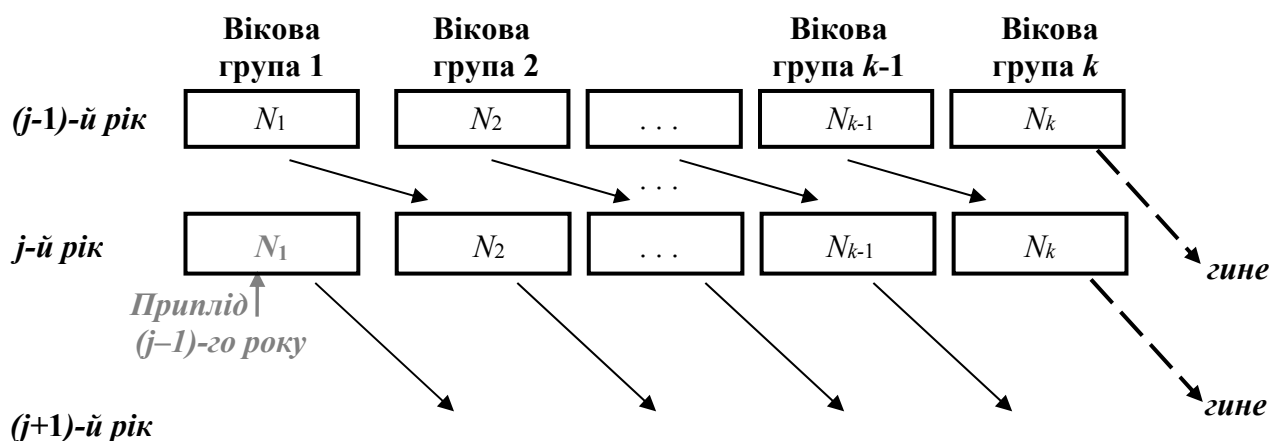 Вікова Вікова Вікова Вікова
група 1 група 2 група k-1 група k
(j-1)-й рік N1 N2 . . . Nk-1 Nk
. . .
j-й рік N1 N2 . . . Nk-1 Nk
гине
Приплід
(j–1)-го року
гине
(j+1)-й рік